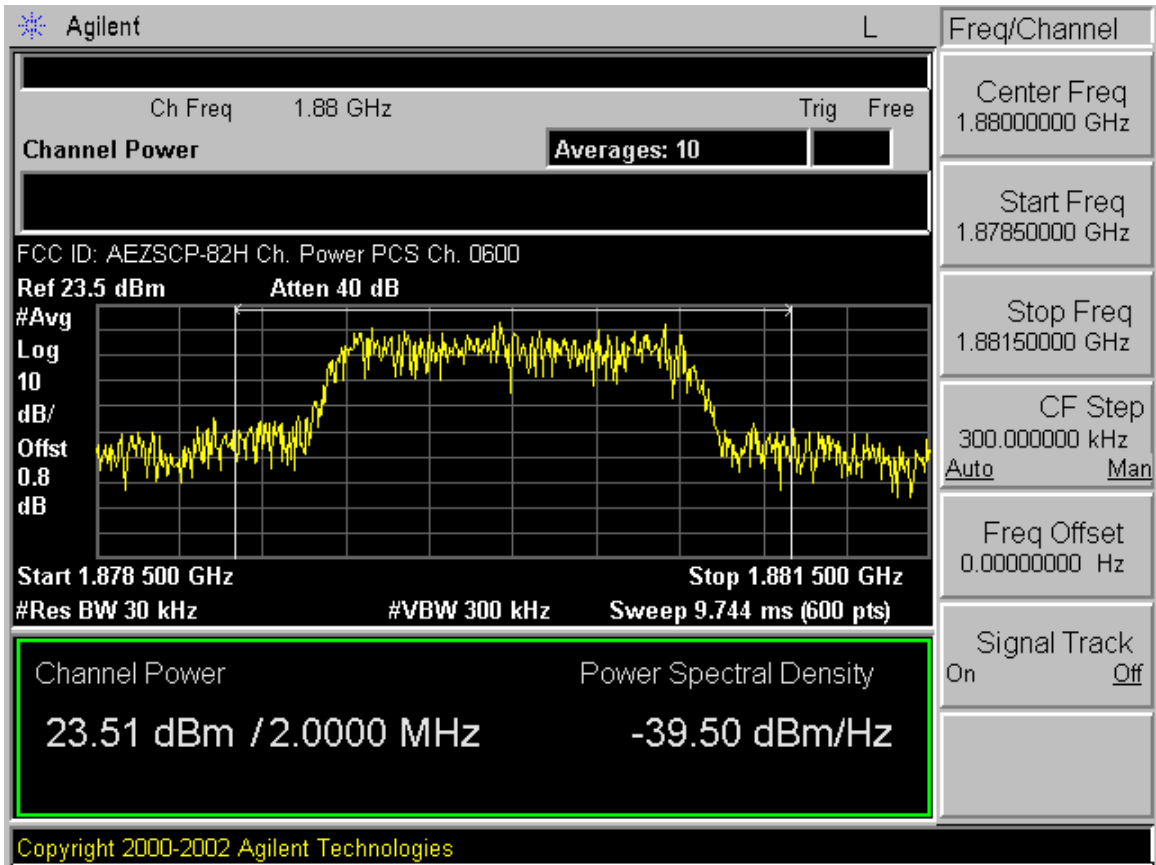 Agilent L
Freq/Channel
Ch Freq 1.88 GHz Trig Free
Channel Power Averages: 10
FCC ID: AEZSCP-82H Ch. Power PCS Ch. 0600
Ref 23.5 dBm Atten 40 dB
#Avg
Log
10
dB/
Offst
0.8
dB
Start 1.878 500 GHz Stop 1.881 500 GHz
#Res BW 30 kHz #VBW 300 kHz Sweep 9.744 ms (600 pts)
Channel Power Power Spectral Density
23.51 dBm / 2.0000 MHz -39.50 dBm/Hz
Copyright 2000-2002 Agilent Technologies
Center Freq
1.88000000 GHz
Start Freq
1.87850000 GHz
Stop Freq
1.88150000 GHz
CF Step
300.000000 kHz
Auto Man
Freq Offset
0.00000000 Hz
Signal Track
On Off